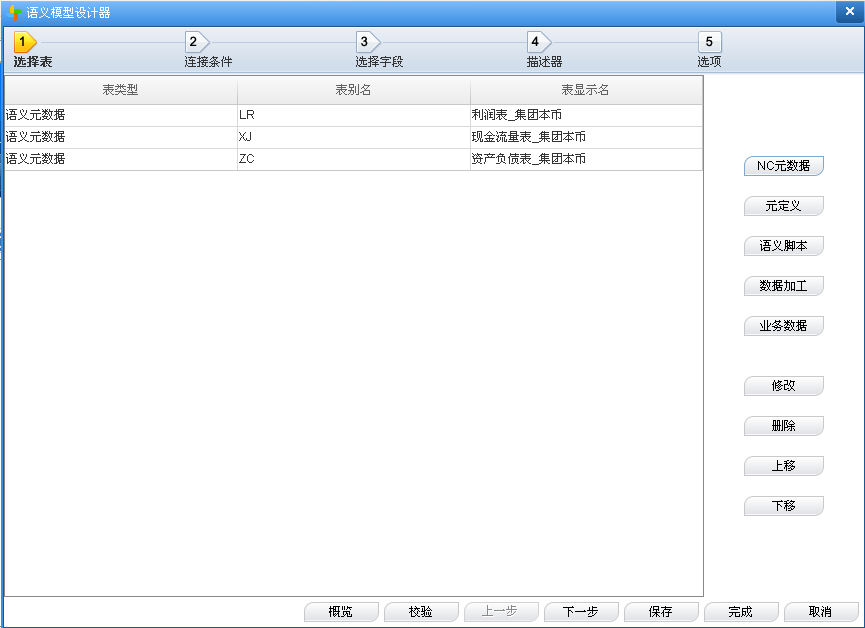 语义模型设计器
1 2 3 4 5
选择表 连接条件 选择字段 描述器 选项
表类型 表别名 表显示名
语义元数据 LR 利润表_集团本币
语义元数据 XJ 现金流量表_集团本币
语义元数据 ZC 资产负债表_集团本币
NC元数据
元定义
语义脚本
数据加工
业务数据
修改
删除
上移
下移
概览 校验 上一步 下一步 保存 完成 取消